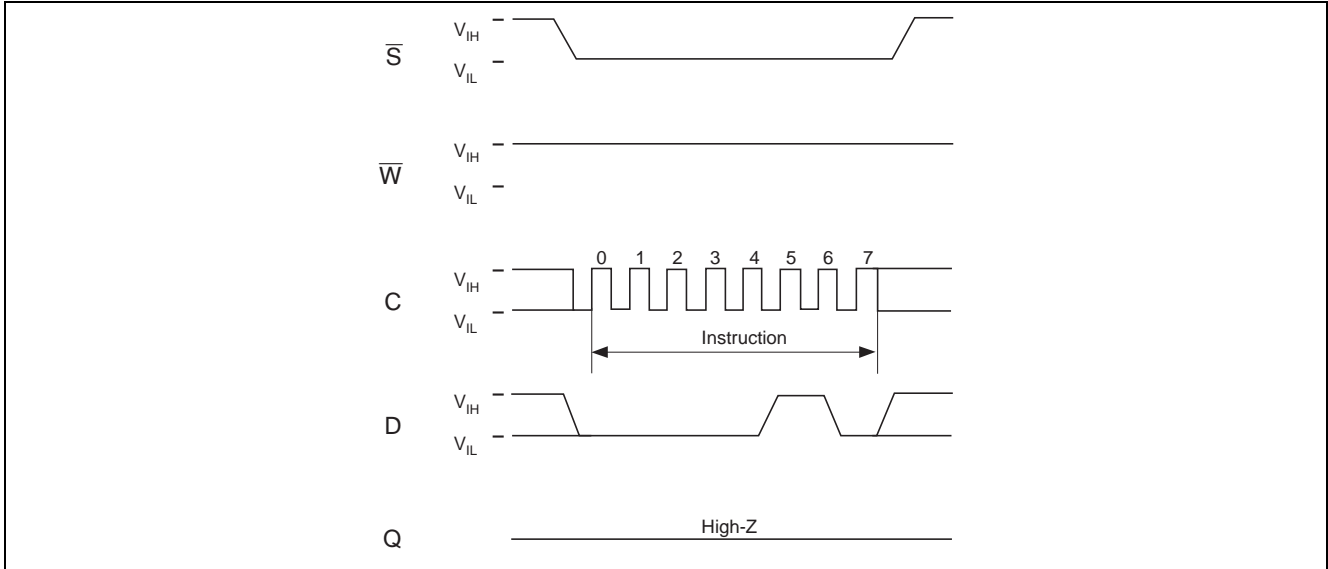 S̅
V_IH
V_IL
W̅
V_IH
V_IL
C
V_IH
V_IL
0 1 2 3 4 5 6 7
Instruction
D
V_IH
V_IL
Q
High-Z